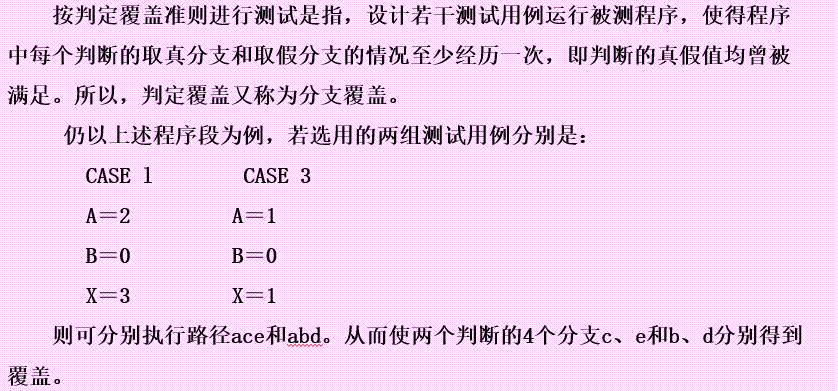 按判定覆盖准则进行测试是指，设计若干测试用例运行被测程序，使得程序
中每个判断的取真分支和取假分支的情况至少经历一次，即判断的真假值均曾被
满足。所以，判定覆盖又称为分支覆盖。
仍以上述程序段为例，若选用的两组测试用例分别是：
CASE 1 CASE 3
A＝2 A＝1
B＝0 B＝0
X＝3 X＝1
则可分别执行路径ace和abd。从而使两个判断的4个分支c、e和b、d分别得到
覆盖。